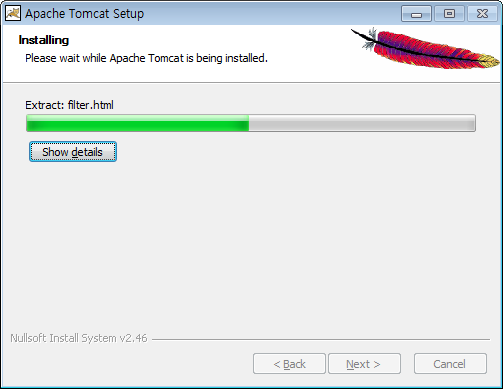 Apache Tomcat Setup
Installing
Please wait while Apache Tomcat is being installed.
Extract: filter.html
Show details
Nullsoft Install System v2.46
< Back
Next >
Cancel